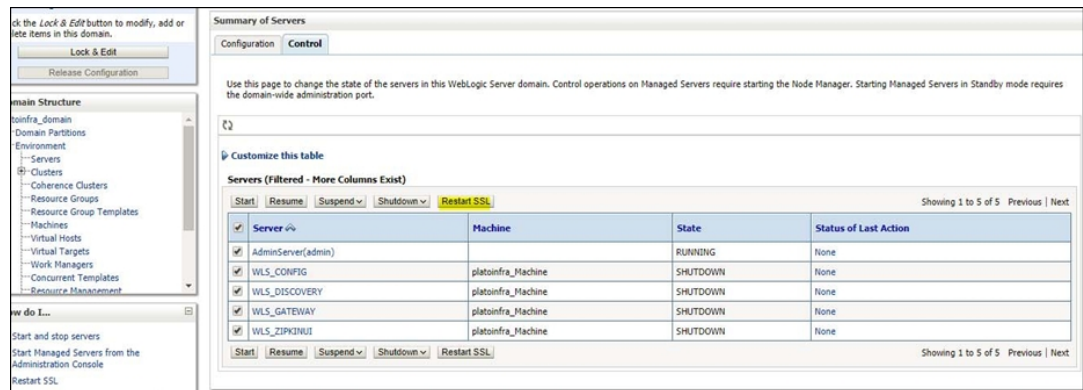 ck the Lock & Edit button to modify, add or
lete items in this domain.
Lock & Edit
Release Configuration
main Structure
toinfra_domain
Domain Partitions
Environment
Servers
Clusters
Coherence Clusters
Resource Groups
Resource Group Templates
Machines
Virtual Hosts
Virtual Targets
Work Managers
Concurrent Templates
Resource Management
w do I...
Start and stop servers
Start Managed Servers from the
Administration Console
Restart SSL
Summary of Servers
Configuration Control
Use this page to change the state of the servers in this WebLogic Server domain. Control operations on Managed Servers require starting the Node Manager. Starting Managed Servers in Standby mode requires
the domain-wide administration port.
Customize this table
Servers (Filtered - More Columns Exist)
Start Resume Suspend Shutdown Restart SSL Showing 1 to 5 of 5 Previous | Next
Server Machine State Status of Last Action
AdminServer(admin) RUNNING None
WLS_CONFIG platoinfra_Machine SHUTDOWN None
WLS_DISCOVERY platoinfra_Machine SHUTDOWN None
WLS_GATEWAY platoinfra_Machine SHUTDOWN None
WLS_ZIPKINUI platoinfra_Machine SHUTDOWN None
Start Resume Suspend Shutdown Restart SSL Showing 1 to 5 of 5 Previous | Next